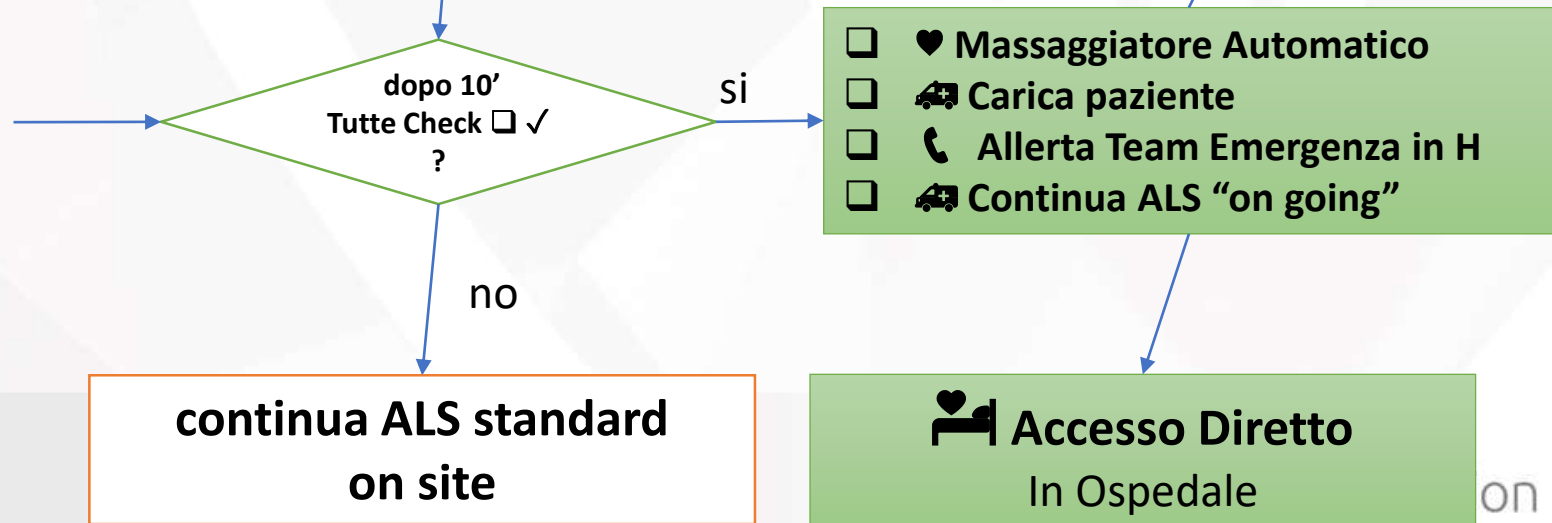 dopo 10’
Tutte Check ❑ ✓
?
si
❑ ♥ Massaggiatore Automatico
❑ 🚑 Carica paziente
❑ 📞 Allerta Team Emergenza in H
❑ 🚑 Continua ALS “on going”
no
continua ALS standard
on site
Accesso Diretto
In Ospedale
on